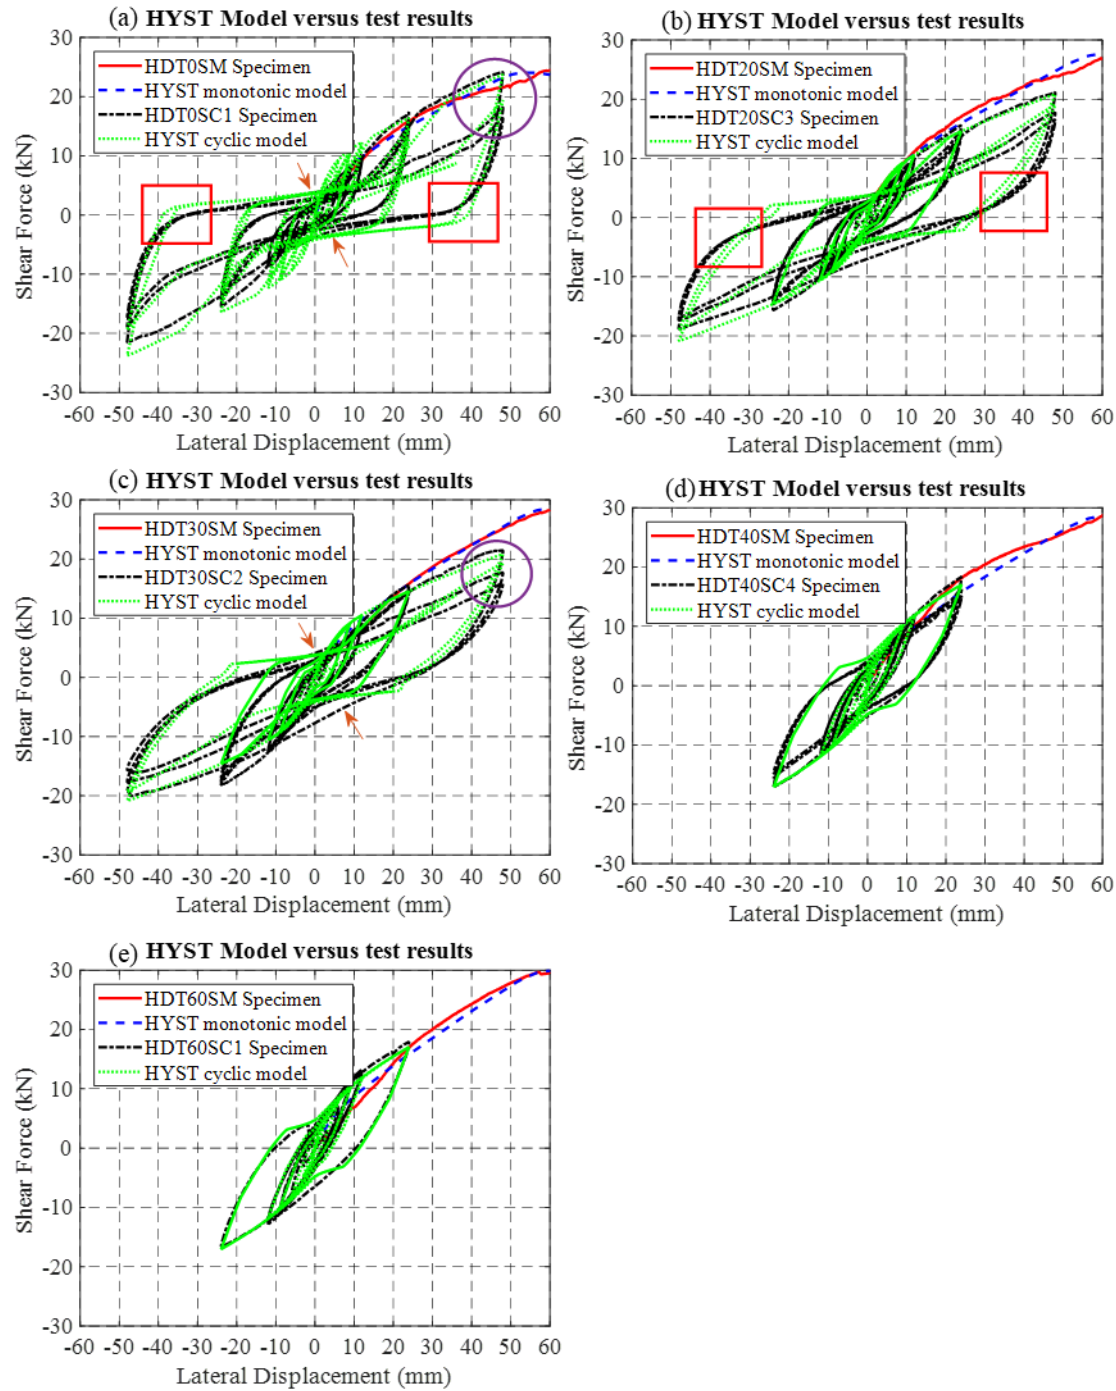 (a) HYST Model versus test results
30
20
10
0
-10
-20
-30
Shear Force (kN)
HDT0SM Specimen
HYST monotonic model
HDT0SC1 Specimen
HYST cyclic model
-60 -50 -40 -30 -20 -10 0 10 20 30 40 50 60
Lateral Displacement (mm)
(b) HYST Model versus test results
30
20
10
0
-10
-20
-30
Shear Force (kN)
HDT20SM Specimen
HYST monotonic model
HDT20SC3 Specimen
HYST cyclic model
-60 -50 -40 -30 -20 -10 0 10 20 30 40 50 60
Lateral Displacement (mm)
(c) HYST Model versus test results
30
20
10
0
-10
-20
-30
Shear Force (kN)
HDT30SM Specimen
HYST monotonic model
HDT30SC2 Specimen
HYST cyclic model
-60 -50 -40 -30 -20 -10 0 10 20 30 40 50 60
Lateral Displacement (mm)
(d) HYST Model versus test results
30
20
10
0
-10
-20
-30
Shear Force (kN)
HDT40SM Specimen
HYST monotonic model
HDT40SC4 Specimen
HYST cyclic model
-60 -50 -40 -30 -20 -10 0 10 20 30 40 50 60
Lateral Displacement (mm)
(e) HYST Model versus test results
30
20
10
0
-10
-20
-30
Shear Force (kN)
HDT60SM Specimen
HYST monotonic model
HDT60SC1 Specimen
HYST cyclic model
-60 -50 -40 -30 -20 -10 0 10 20 30 40 50 60
Lateral Displacement (mm)